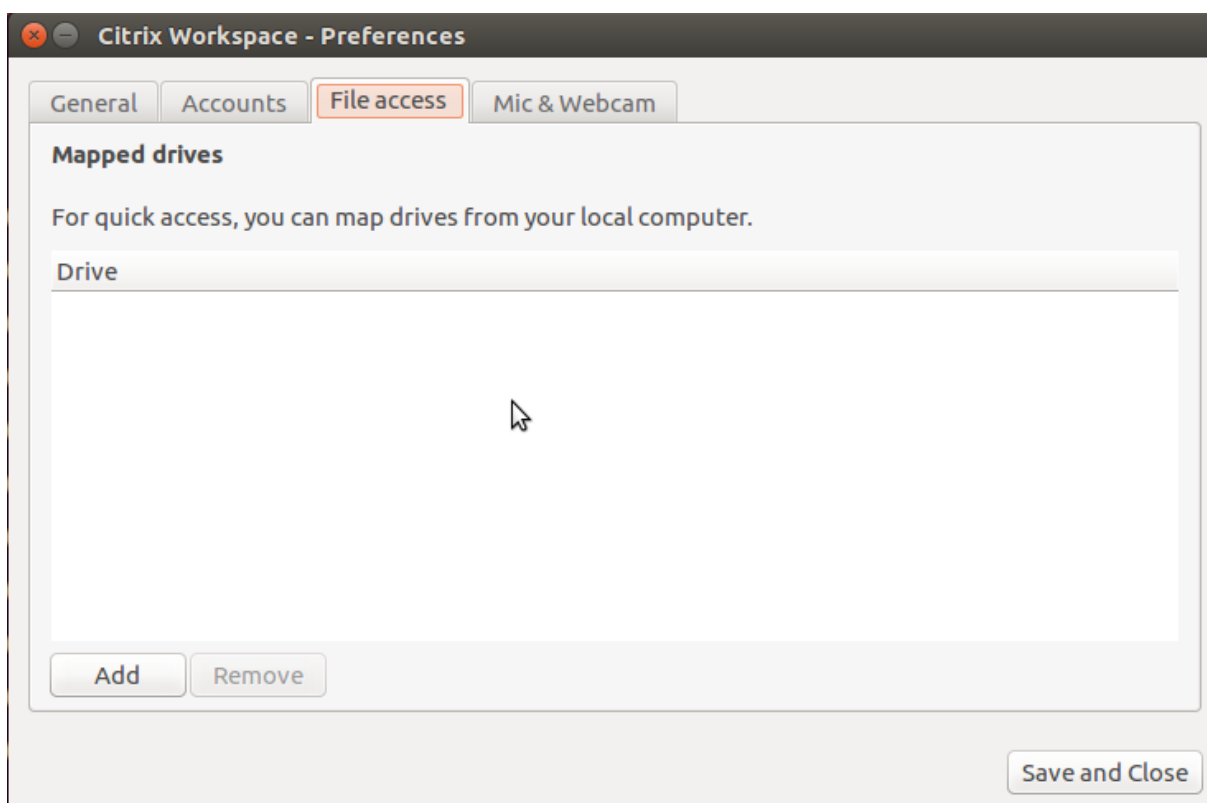 Citrix Workspace - Preferences
General Accounts File access Mic & Webcam
Mapped drives
For quick access, you can map drives from your local computer.
Drive
Add Remove
Save and Close